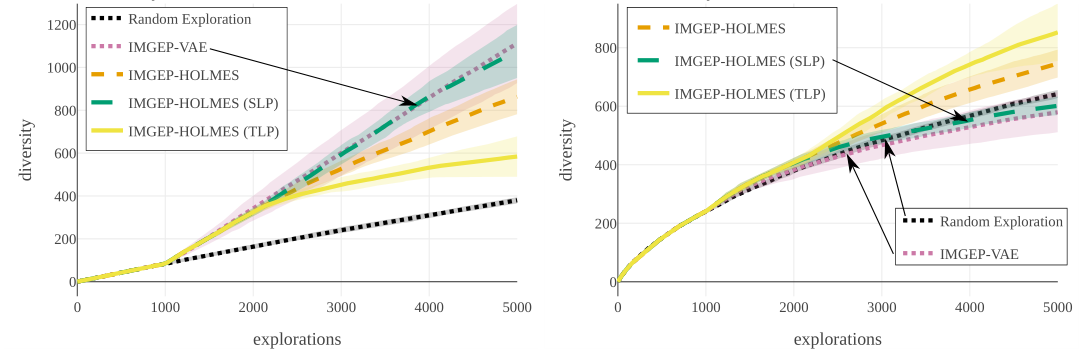 Random Exploration
IMGEP-VAE
IMGEP-HOLMES
IMGEP-HOLMES (SLP)
IMGEP-HOLMES (TLP)
diversity
1200
1000
800
600
400
200
0
0 1000 2000 3000 4000 5000
explorations
IMGEP-HOLMES
IMGEP-HOLMES (SLP)
IMGEP-HOLMES (TLP)
Random Exploration
IMGEP-VAE
diversity
800
600
400
200
0
0 1000 2000 3000 4000 5000
explorations